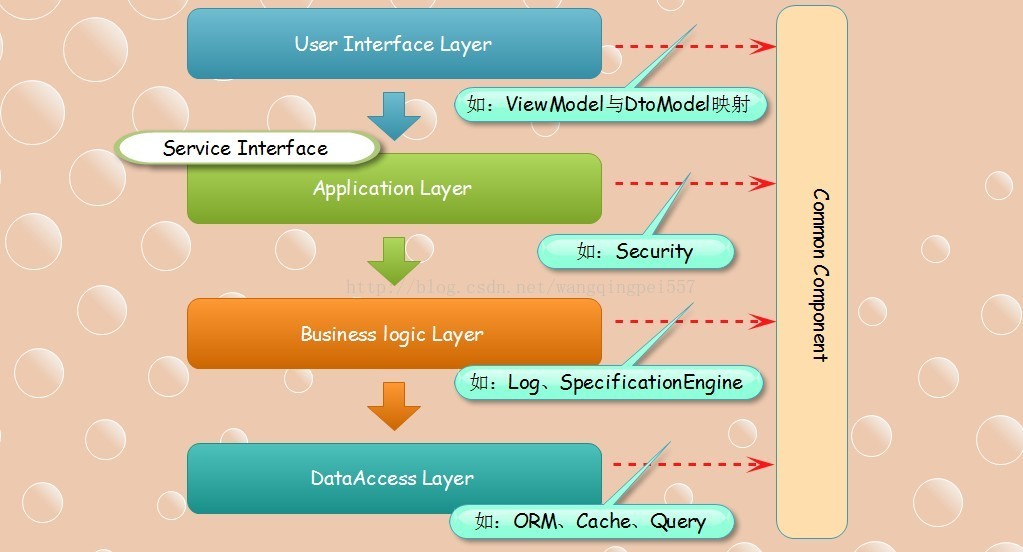 User Interface Layer
如：ViewModel与DtoModel映射
Service Interface
Application Layer
如：Security
http://blog.csdn.net/wangqingpei557
Business logic Layer
如：Log、SpecificationEngine
DataAccess Layer
如：ORM、Cache、Query
Common Component